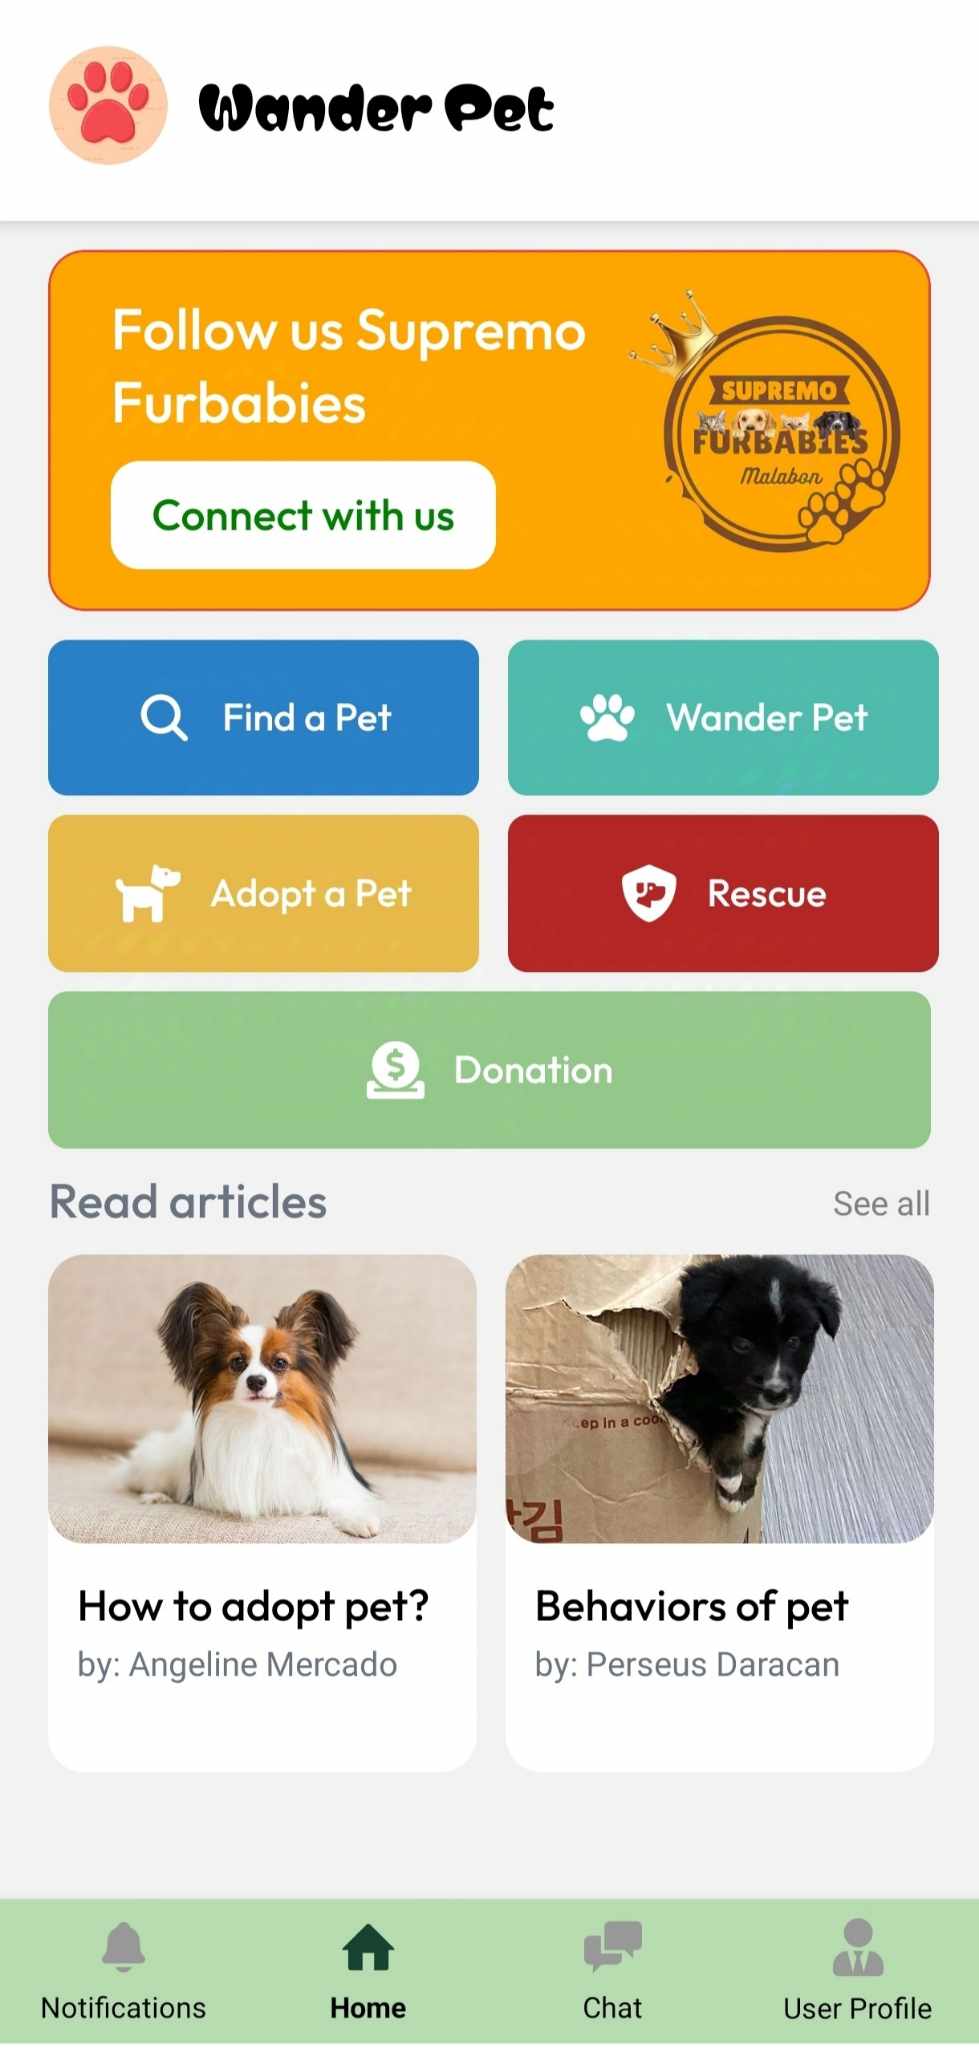 Wander Pet
Follow us Supremo
Furbabies
Connect with us
SUPREMO
FURBABIES
Malabon
Find a Pet
Wander Pet
Adopt a Pet
Rescue
$
Donation
Read articles
See all
ep in a coo
김
How to adopt pet?
by: Angeline Mercado
Behaviors of pet
by: Perseus Daracan
Notifications
Home
Chat
User Profile